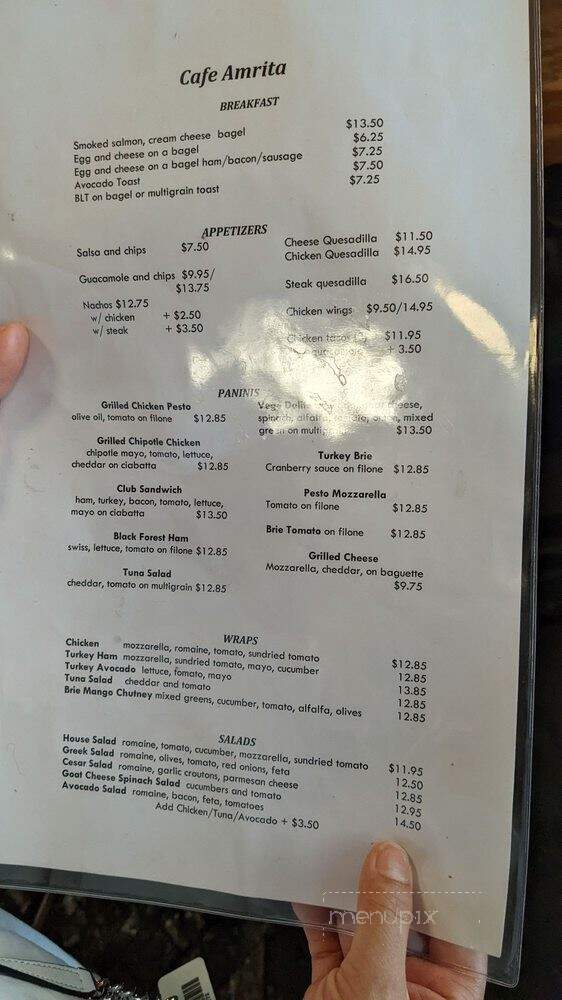 Cafe Amrita
BREAKFAST
Smoked salmon, cream cheese bagel $13.50
Egg and cheese on a bagel $6.25
Egg and cheese on a bagel ham/bacon/sausage $7.25
Avocado Toast $7.50
BLT on bagel or multigrain toast $7.25
APPETIZERS
Salsa and chips $7.50
Guacamole and chips $9.95/
$13.75
Nachos $12.75
w/ chicken + $2.50
w/ steak + $3.50
Cheese Quesadilla $11.50
Chicken Quesadilla $14.95
Steak quesadilla $16.50
Chicken wings $9.50/14.95
Chicken tacos $11.95
+ 3.50
PANINIS
Grilled Chicken Pesto
olive oil, tomato on filone $12.85
Grilled Chipotle Chicken
chipotle mayo, tomato, lettuce,
cheddar on ciabatta $12.85
Club Sandwich
ham, turkey, bacon, tomato, lettuce,
mayo on ciabatta $13.50
Black Forest Ham
swiss, lettuce, tomato on filone $12.85
Tuna Salad
cheddar, tomato on multigrain $12.85
Vege cheese,
spinach, alfalfa, tomato, mixed
green on $13.50
Turkey Brie
Cranberry sauce on filone $12.85
Pesto Mozzarella
Tomato on filone $12.85
Brie Tomato on filone $12.85
Grilled Cheese
Mozzarella, cheddar, on baguette
$9.75
WRAPS
Chicken mozzarella, romaine, tomato, sundried tomato $12.85
Turkey Ham mozzarella, sundried tomato, mayo, cucumber 12.85
Turkey Avocado lettuce, tomato, mayo 13.85
Tuna Salad cheddar and tomato 12.85
Brie Mango Chutney mixed greens, cucumber, tomato, alfalfa, olives 12.85
SALADS
House Salad romaine, tomato, cucumber, mozzarella, sundried tomato $11.95
Greek Salad romaine, olives, tomato, red onions, feta 12.50
Cesar Salad romaine, garlic croutons, parmesan cheese 12.85
Goat Cheese Spinach Salad cucumbers and tomato 12.95
Avocado Salad romaine, bacon, feta, tomatoes 14.50
Add Chicken/Tuna/Avocado + $3.50
menupix